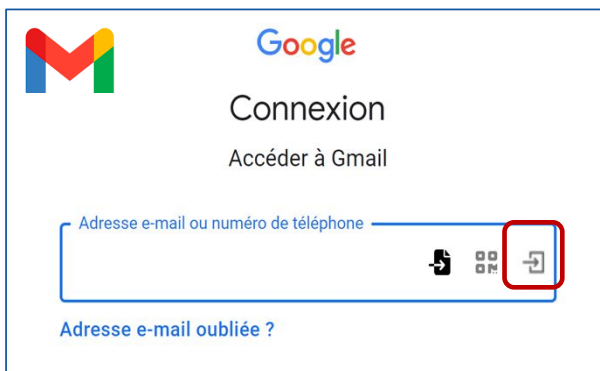 Google
Connexion
Accéder à Gmail
Adresse e-mail ou numéro de téléphone
Adresse e-mail oubliée ?